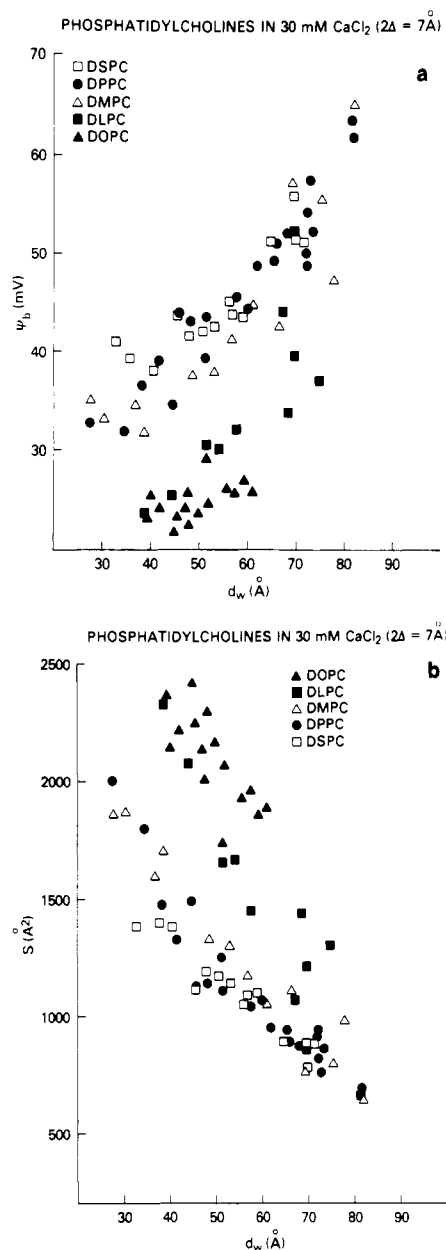 PHOSPHATIDYLCHOLINES IN 30 mM CaCl₂ (2Δ = 7Å)
a
□ DSPC
● DPPC
△ DMPC
■ DLPC
▲ DOPC
70
60
50
40
30
ψb (mV)
30 40 50 60 70 80 90
dw (Å)
PHOSPHATIDYLCHOLINES IN 30 mM CaCl₂ (2Δ = 7Å)
b
▲ DOPC
■ DLPC
△ DMPC
● DPPC
□ DSPC
2500
2000
1500
1000
500
S (Å²)
30 40 50 60 70 80 90
dw (Å)